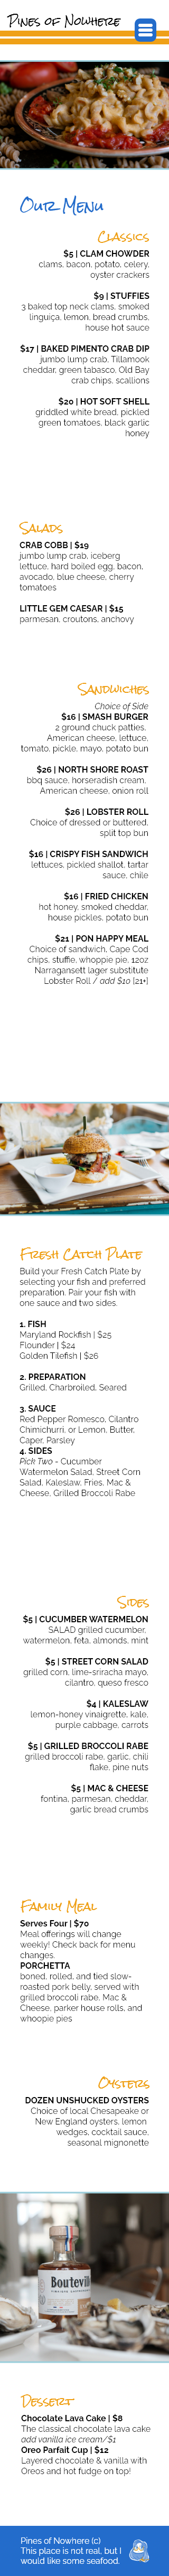 Pines of Nowhere
Our Menu
Classics
$5 | CLAM CHOWDER
clams, bacon, potato, celery,
oyster crackers
$9 | STUFFIES
3 baked top neck clams, smoked
linguiça, lemon, bread crumbs,
house hot sauce
$17 | BAKED PIMENTO CRAB DIP
jumbo lump crab, Tillamook
cheddar, green tabasco, Old Bay
crab chips, scallions
$20 | HOT SOFT SHELL
griddled white bread, pickled
green tomatoes, black garlic
honey
Salads
CRAB COBB | $19
jumbo lump crab, iceberg
lettuce, hard boiled egg, bacon,
avocado, blue cheese, cherry
tomatoes
LITTLE GEM CAESAR | $15
parmesan, croutons, anchovy
Sandwiches
Choice of Side
$16 | SMASH BURGER
2 ground chuck patties,
American cheese, lettuce,
tomato, pickle, mayo, potato bun
$26 | NORTH SHORE ROAST
bbq sauce, horseradish cream,
American cheese, onion roll
$26 | LOBSTER ROLL
Choice of dressed or buttered,
split top bun
$16 | CRISPY FISH SANDWICH
lettuces, pickled shallot, tartar
sauce, chile
$16 | FRIED CHICKEN
hot honey, smoked cheddar,
house pickles, potato bun
$21 | PON HAPPY MEAL
Choice of sandwich, Cape Cod
chips, stuffie, whoopie pie, 12oz
Narragansett lager substitute
Lobster Roll / add $10 [21+]
Fresh Catch Plate
Build your Fresh Catch Plate by
selecting your fish and preferred
preparation. Pair your fish with
one sauce and two sides.
1. FISH
Maryland Rockfish | $25
Flounder | $24
Golden Tilefish | $26
2. PREPARATION
Grilled, Charbroiled, Seared
3. SAUCE
Red Pepper Romesco, Cilantro
Chimichurri, or Lemon, Butter,
Caper, Parsley
4. SIDES
Pick Two - Cucumber
Watermelon Salad, Street Corn
Salad, Kaleslaw, Fries, Mac &
Cheese, Grilled Broccoli Rabe
Sides
$5 | CUCUMBER WATERMELON
SALAD grilled cucumber,
watermelon, feta, almonds, mint
$5 | STREET CORN SALAD
grilled corn, lime-sriracha mayo,
cilantro, queso fresco
$4 | KALESLAW
lemon-honey vinaigrette, kale,
purple cabbage, carrots
$5 | GRILLED BROCCOLI RABE
grilled broccoli rabe, garlic, chili
flake, pine nuts
$5 | MAC & CHEESE
fontina, parmesan, cheddar,
garlic bread crumbs
Family Meal
Serves Four | $70
Meal offerings will change
weekly! Check back for menu
changes.
PORCHETTA
boned, rolled, and tied slow-
roasted pork belly, served with
grilled broccoli rabe, Mac &
Cheese, parker house rolls, and
whoopie pies
Oysters
DOZEN UNSHUCKED OYSTERS
Choice of local Chesapeake or
New England oysters, lemon
wedges, cocktail sauce,
seasonal mignonette
Boutevil
Dessert
Chocolate Lava Cake | $8
The classical chocolate lava cake
add vanilla ice cream/$1
Oreo Parfait Cup | $12
Layered chocolate & vanilla with
Oreos and hot fudge on top!
Pines of Nowhere (c)
This place is not real, but I
would like some seafood.